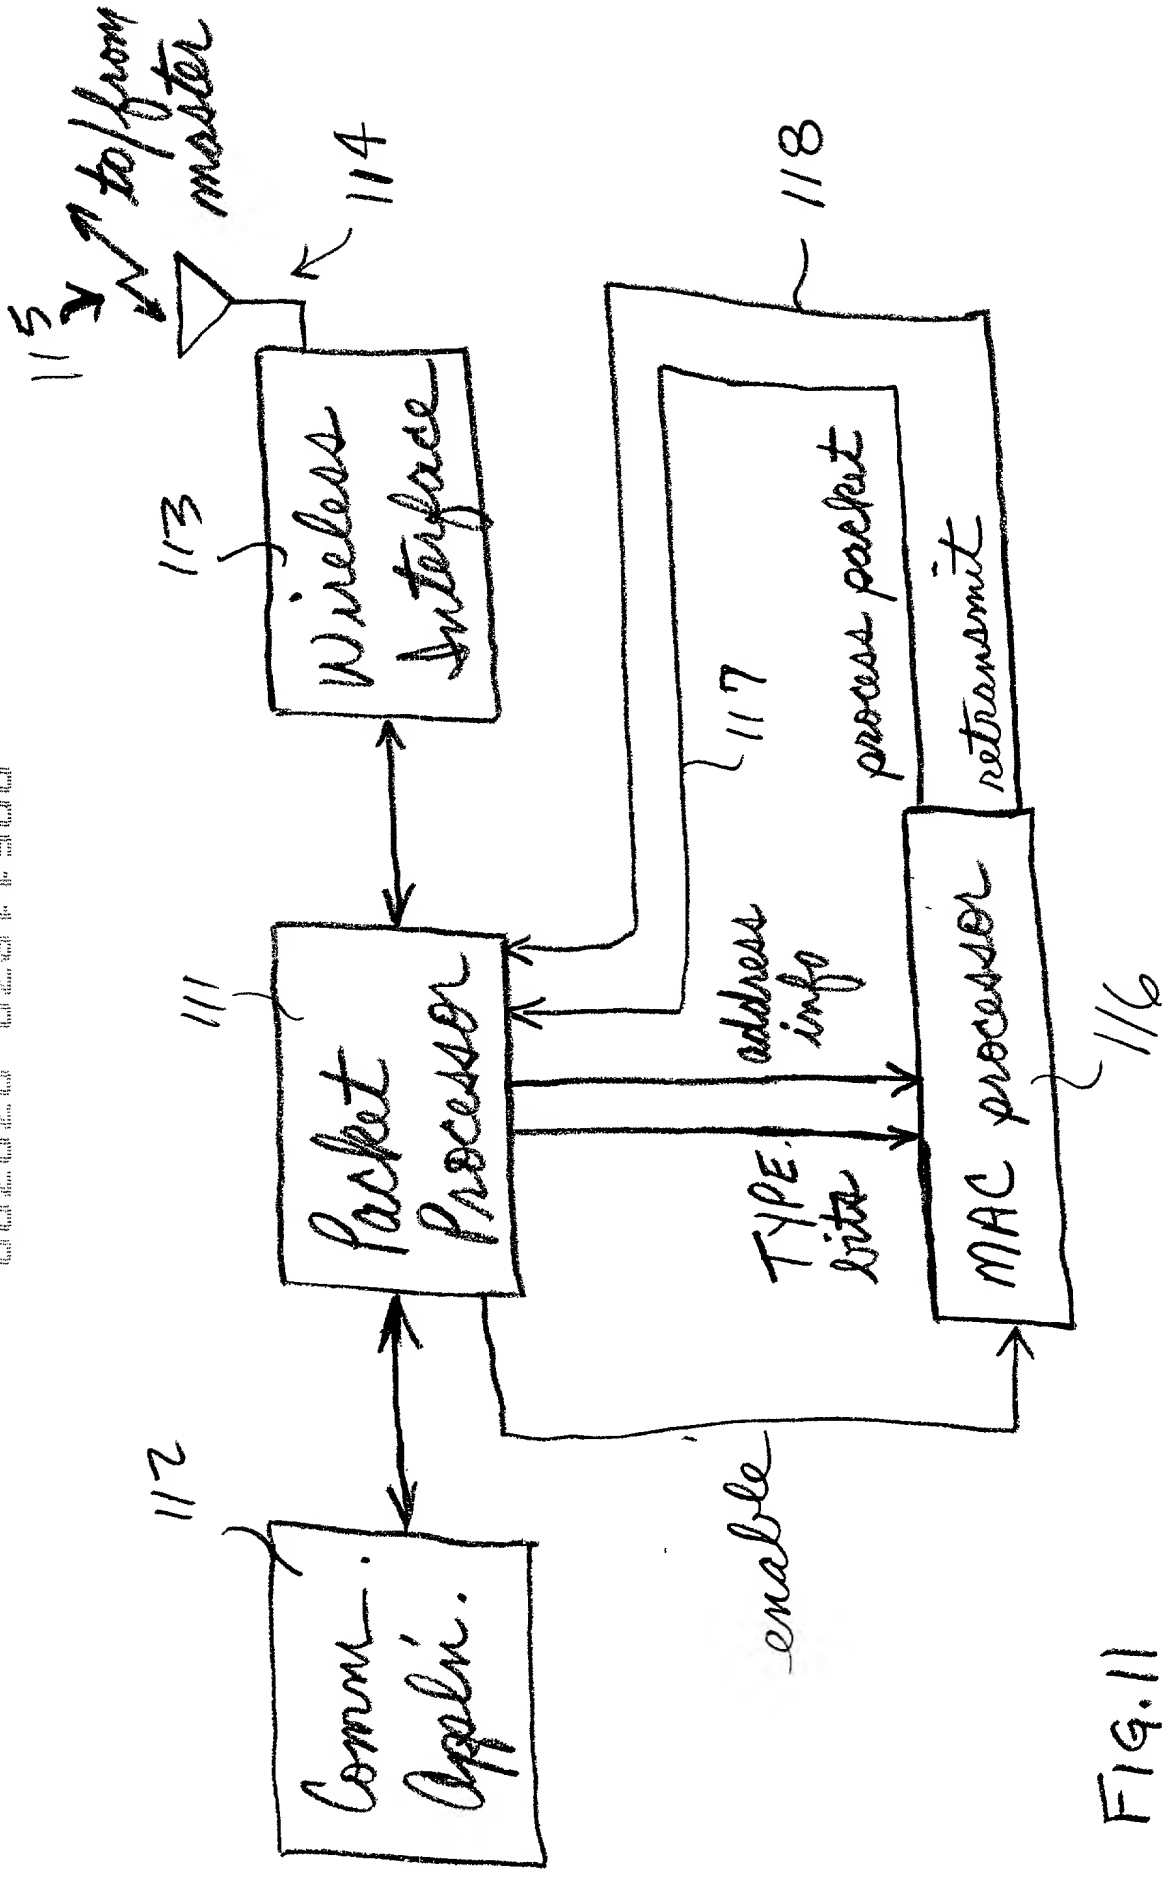 115
to/from
master
114
113
Wireless
Interface
111
Packet
Processor
112
Comm.
Appl'n.
118
117
process packet
retransmit
address
info
TYPE
bits
enable
MAC processor
116
FIG. 11